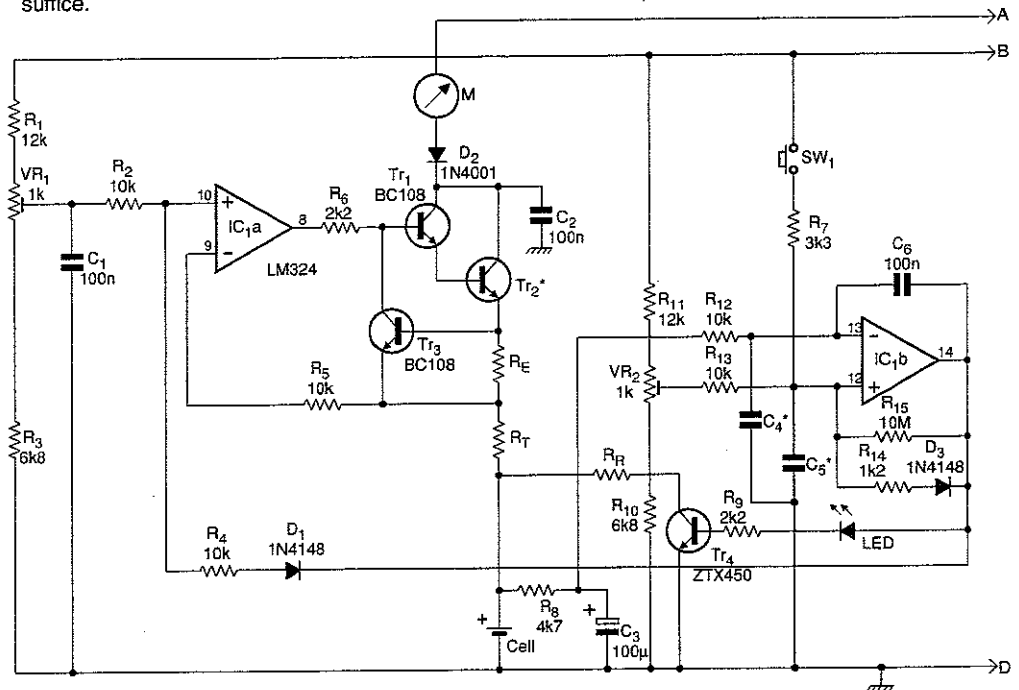 suffice.
A
B
M
R1
12k
VR1
1k
R2
10k
C1
100n
R3
6k8
R4
10k
D1
1N4148
10
+
IC1a
9
−
8
LM324
R5
10k
R6
2k2
Tr1
BC108
D2
1N4001
C2
100n
Tr2*
Tr3
BC108
RE
RT
RR
+
Cell
R8
4k7
+
C3
100µ
R11
12k
VR2
1k
R10
6k8
R12
10k
R13
10k
SW1
R7
3k3
C4*
C5*
C6
100n
13
−
IC1b
12
+
14
R15
10M
R14
1k2
D3
1N4148
R9
2k2
LED
Tr4
ZTX450
D